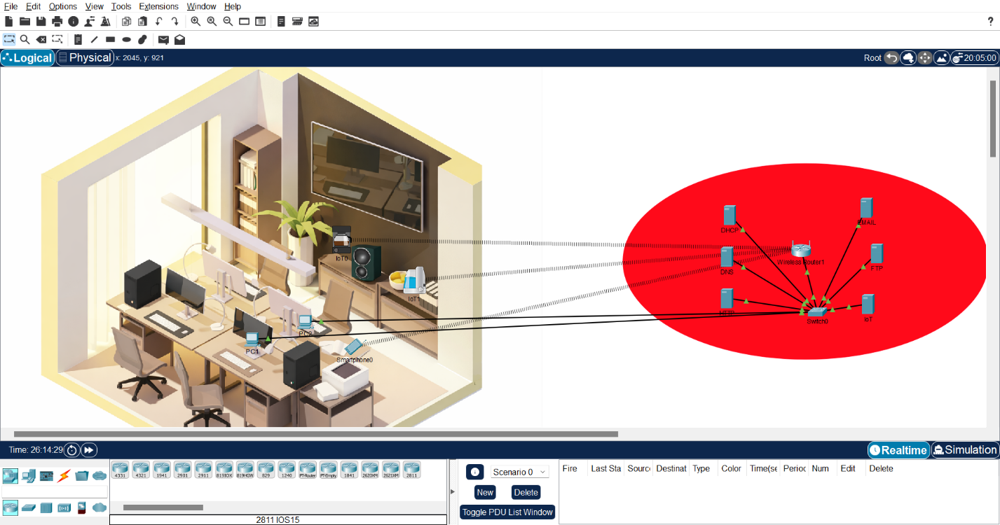 File Edit Options View Tools Extensions Window Help
?
Logical Physical x: 2045, y: 921 Root 20:05:00
DHCP
EMAIL
Wireless Router1
DNS
FTP
HTTP
IoT
Switch0
IoT0
IoT1
PC2
PC1
Smartphone0
Time: 26:14:29 Realtime Simulation
4331 4321 1941 2901 2911 819IOX 819HGW 829 1240 PT-Router PT-Empty 1841 2620XM 2621XM 2811
2811 IOS15
Scenario 0
New Delete
Toggle PDU List Window
Fire Last Sta Sourc Destinat Type Color Time(se Perioc Num Edit Delete